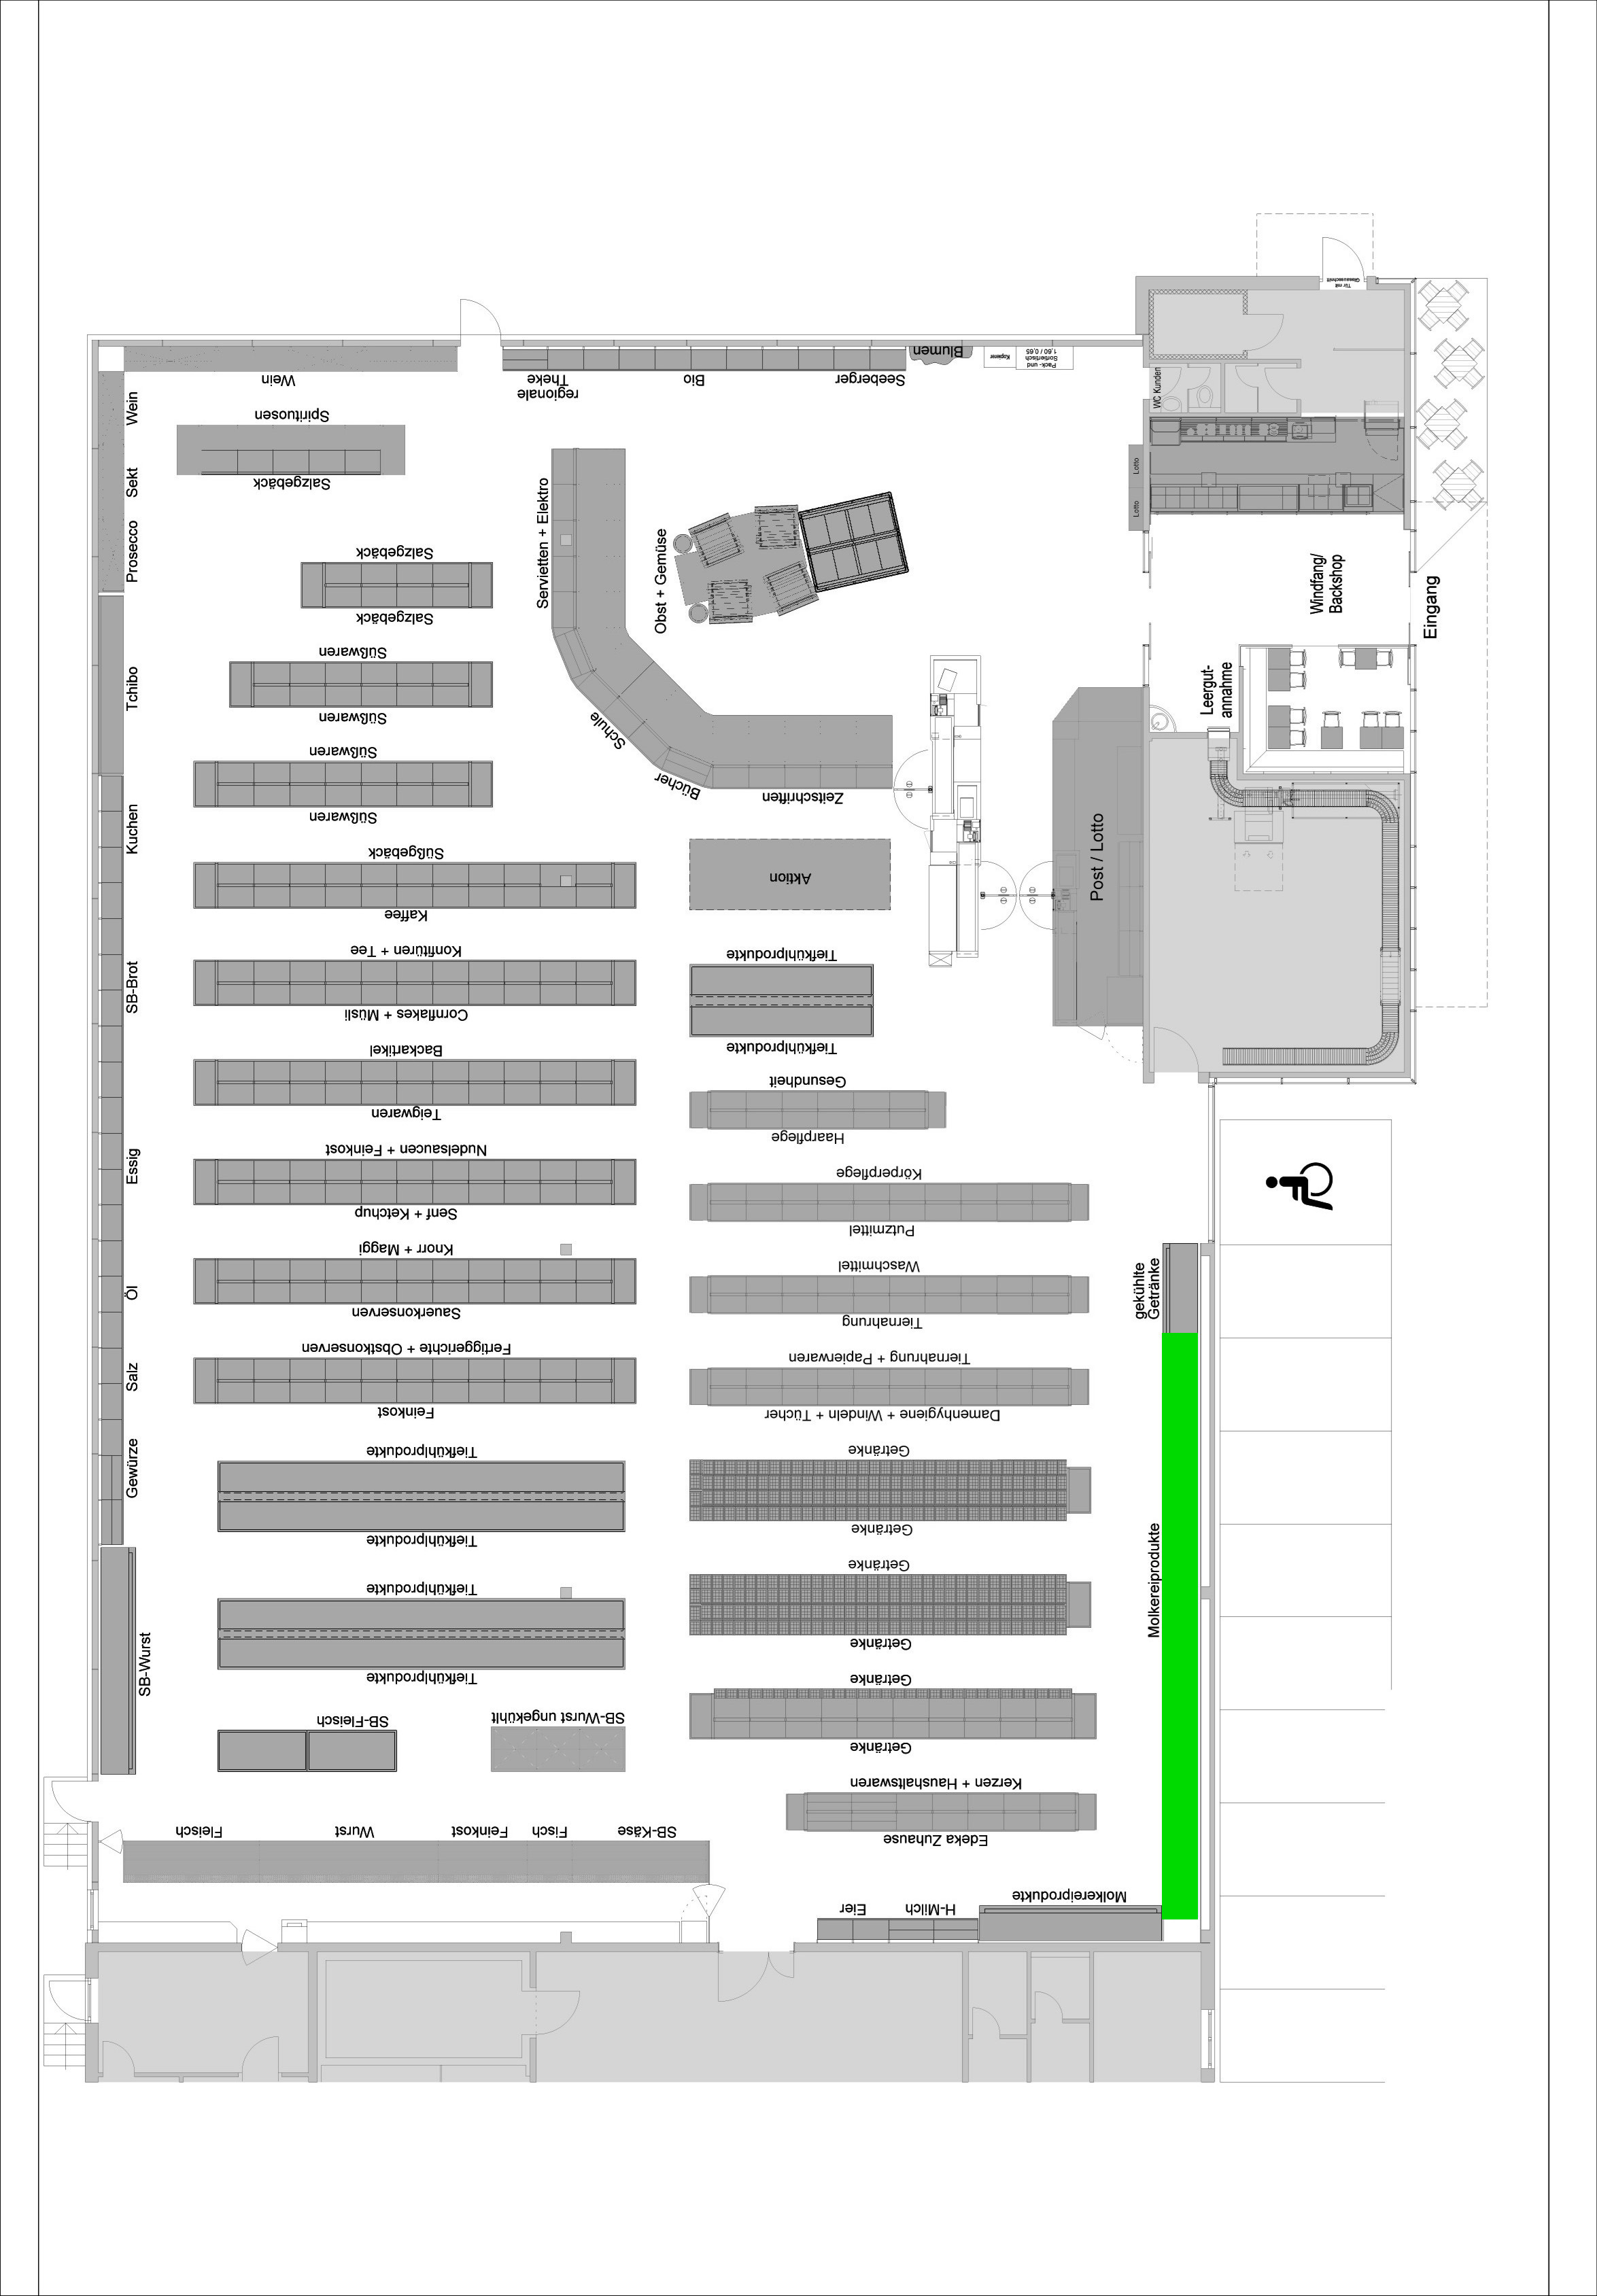 Tür mit
Glasausschnitt
Wein
regionale
Theke
Bio
Seeberger
Blumen
Kopierer
Pack- und
Sortiertisch
1.60 / 0.65
WC Kunden
Wein
Spirituosen
Salzgebäck
Sekt
Lotto
Lotto
Prosecco
Servietten + Elektro
Obst + Gemüse
Windfang/
Backshop
Eingang
Salzgebäck
Salzgebäck
Süßwaren
Süßwaren
Tchibo
Schule
Leergut-
annahme
Süßwaren
Süßwaren
Bücher
Zeitschriften
Kuchen
Süßgebäck
Kaffee
Aktion
Post / Lotto
Konfitüren + Tee
Cornflakes + Müsli
SB-Brot
Tiefkühlprodukte
Tiefkühlprodukte
Backartikel
Teigwaren
Gesundheit
Haarpflege
Nudelsaucen + Feinkost
Senf + Ketchup
Essig
Körperpflege
Putzmittel
Knorr + Maggi
Sauerkonserven
Öl
Waschmittel
Tiernahrung
gekühlte
Getränke
Fertiggerichte + Obstkonserven
Feinkost
Salz
Tiernahrung + Papierwaren
Damenhygiene + Windeln + Tücher
Gewürze
Tiefkühlprodukte
Tiefkühlprodukte
Getränke
Getränke
Molkereiprodukte
Tiefkühlprodukte
Tiefkühlprodukte
Getränke
Getränke
SB-Wurst
SB-Fleisch
SB-Wurst ungekühlt
Getränke
Getränke
Kerzen + Haushaltswaren
Edeka Zuhause
Fleisch
Wurst
Feinkost
Fisch
SB-Käse
Eier
H-Milch
Molkereiprodukte